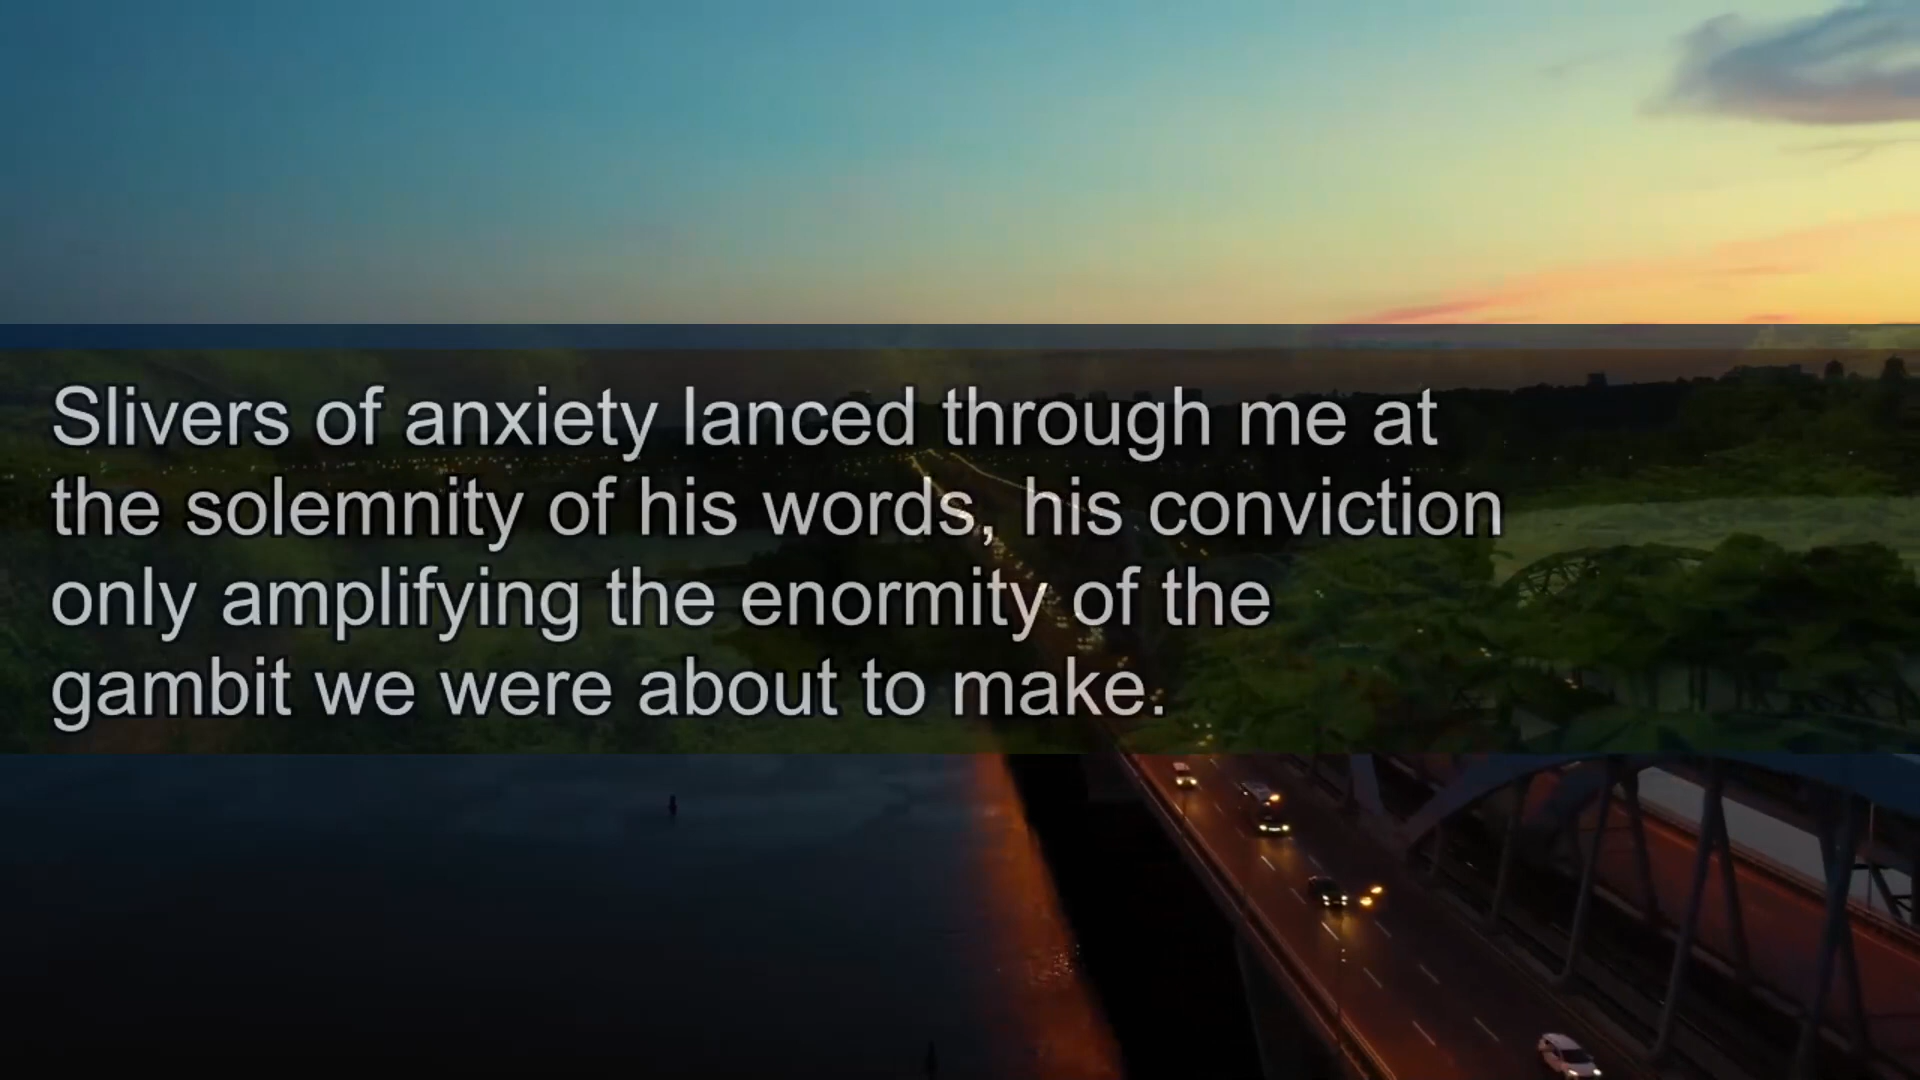 Slivers of anxiety lanced through me at
the solemnity of his words, his conviction
only amplifying the enormity of the
gambit we were about to make.